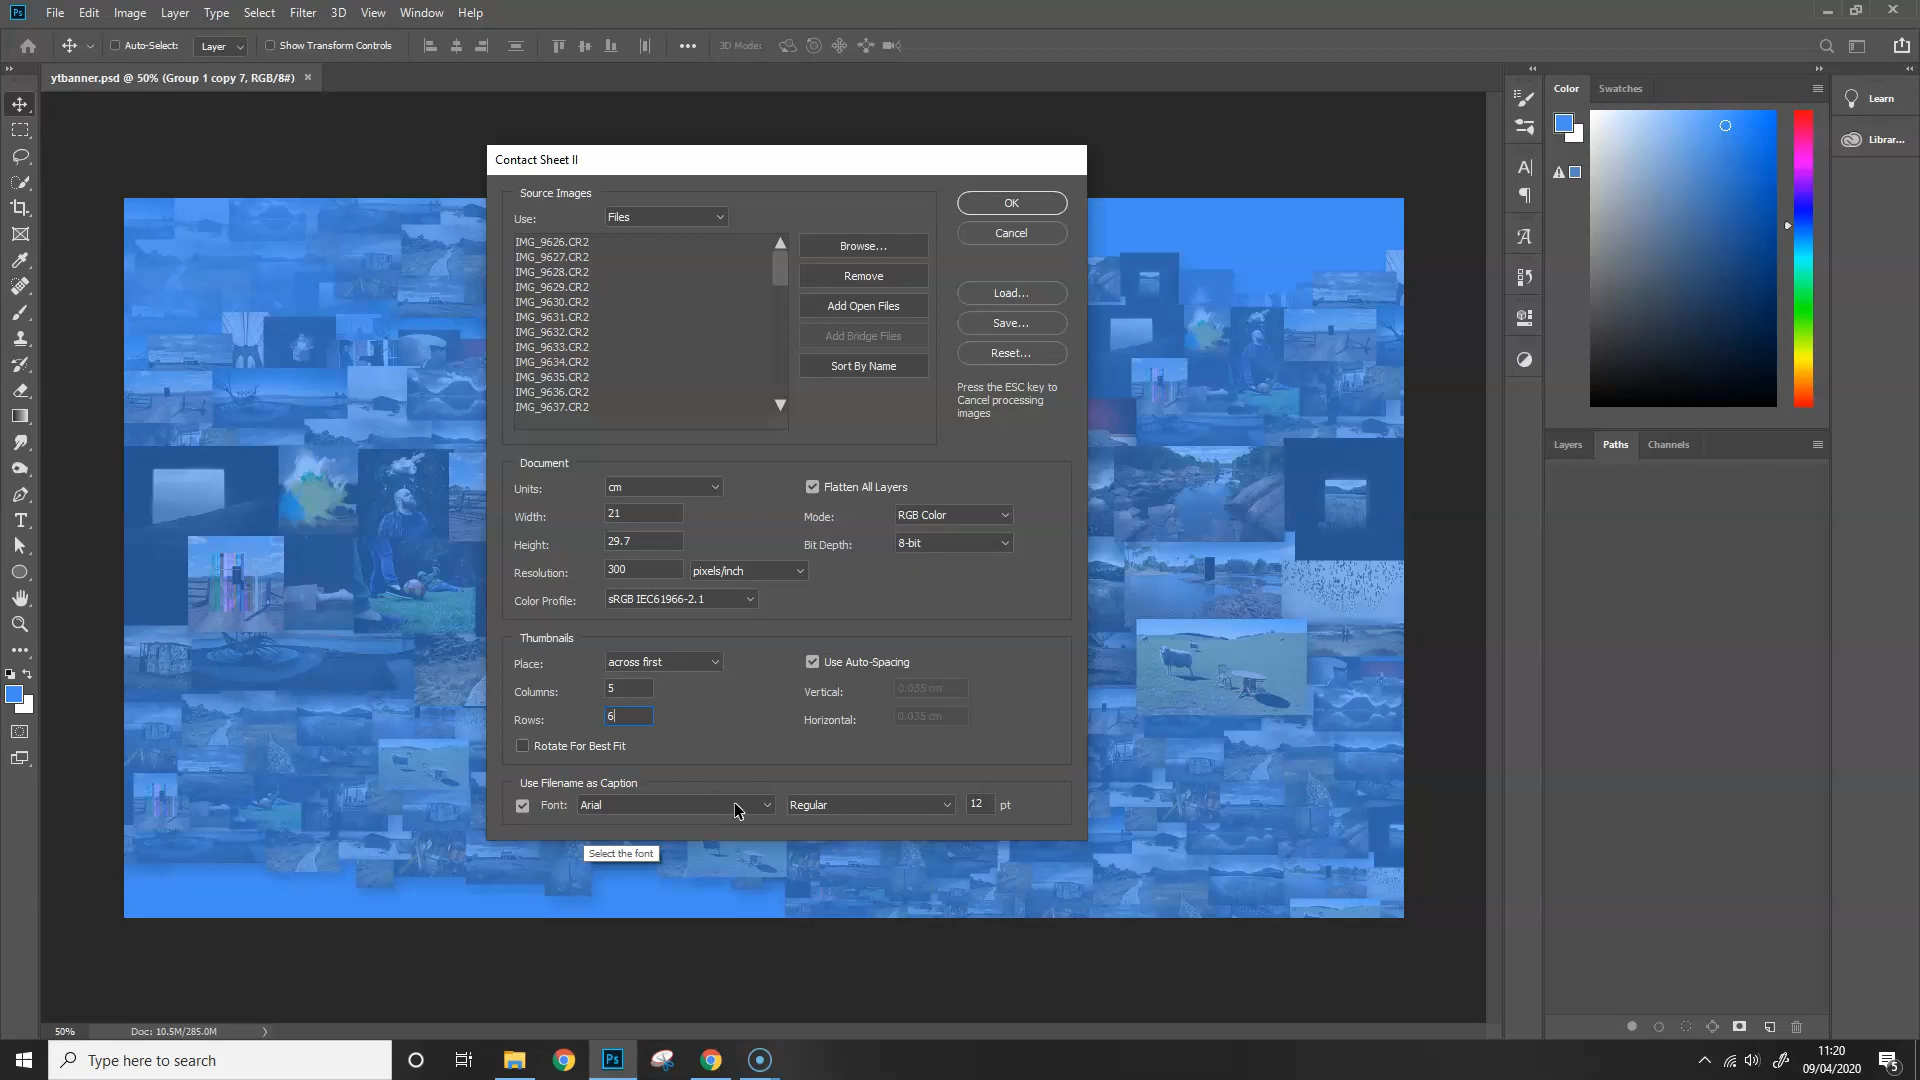 Ps File Edit Image Layer Type Select Filter 3D View Window Help
Auto-Select: Layer Show Transform Controls 3D Mode:
ytbanner.psd @ 50% (Group 1 copy 7, RGB/8#) ×
Color Swatches
Learn
Librar...
Contact Sheet II
Source Images
Use: Files
IMG_9626.CR2
IMG_9627.CR2
IMG_9628.CR2
IMG_9629.CR2
IMG_9630.CR2
IMG_9631.CR2
IMG_9632.CR2
IMG_9633.CR2
IMG_9634.CR2
IMG_9635.CR2
IMG_9636.CR2
IMG_9637.CR2
Browse...
Remove
Add Open Files
Add Bridge Files
Sort By Name
OK
Cancel
Load...
Save...
Reset...
Press the ESC key to
Cancel processing
images
Document
Units: cm
Width: 21
Height: 29.7
Resolution: 300 pixels/inch
Color Profile: sRGB IEC61966-2.1
Flatten All Layers
Mode: RGB Color
Bit Depth: 8-bit
Thumbnails
Place: across first
Columns: 5
Rows: 6
Rotate For Best Fit
Use Auto-Spacing
Vertical: 0.035 cm
Horizontal: 0.035 cm
Use Filename as Caption
Font: Arial Regular 12 pt
Select the font
Layers Paths Channels
50% Doc: 10.5M/285.0M
Type here to search
Ps
11:20
09/04/2020
5